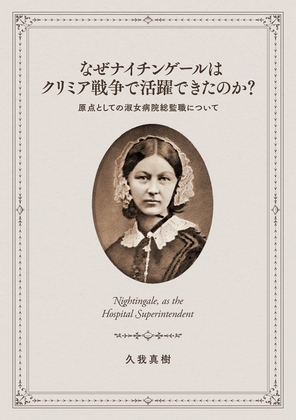 なぜナイチンゲールは
クリミア戦争で活躍できたのか?
原点としての淑女病院総監職について
Nightingale, as the
Hospital Superintendent
久我真樹